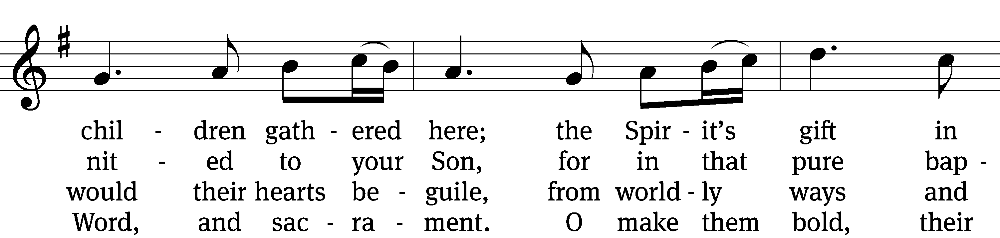 chil - dren gath - ered here; the Spir - it’s gift in
nit - ed to your Son, for in that pure bap -
would their hearts be - guile, from world - ly ways and
Word, and sac - ra - ment. O make them bold, their